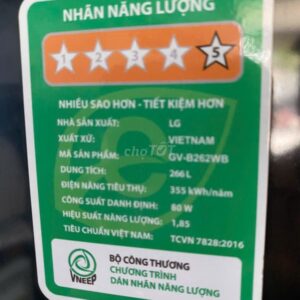 NHÃN NĂNG LƯỢNG
1 2 3 4 5
NHIỀU SAO HƠN - TIẾT KIỆM HƠN
NHÀ SẢN XUẤT: LG
XUẤT XỨ: VIETNAM
MÃ SẢN PHẨM: GV-B262WB
DUNG TÍCH: 266 L
ĐIỆN NĂNG TIÊU THỤ: 355 kWh/năm
CÔNG SUẤT DANH ĐỊNH: 80 W
HIỆU SUẤT NĂNG LƯỢNG: 1,85
TIÊU CHUẨN VIỆT NAM: TCVN 7828:2016
BỘ CÔNG THƯƠNG
CHƯƠNG TRÌNH
DÁN NHÃN NĂNG LƯỢNG
VNEEP
choTỐT